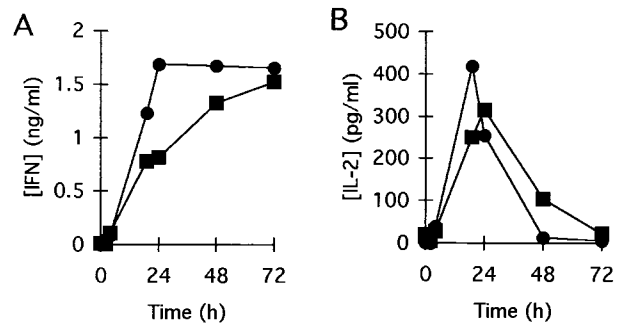 A
[IFN] (ng/ml)
2
1.5
1
0.5
0
0 24 48 72
Time (h)
B
[IL-2] (pg/ml)
500
400
300
200
100
0
0 24 48 72
Time (h)